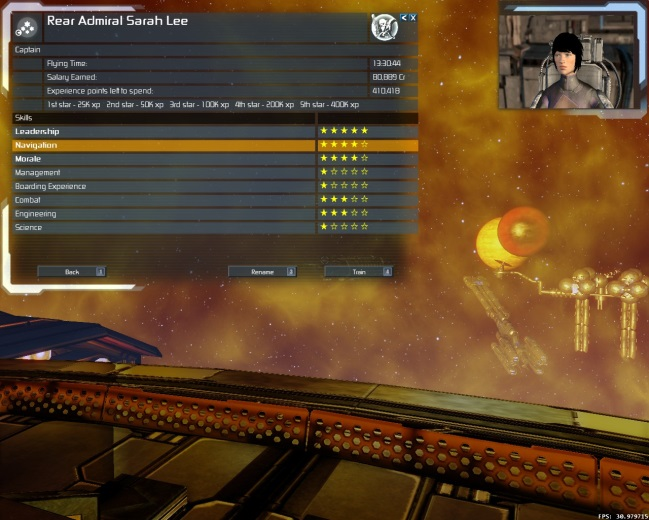 Rear Admiral Sarah Lee
Captain
Flying Time: 13:30:44
Salary Earned: 80,889 Cr
Experience points left to spend: 410,418
1st star - 25K xp 2nd star - 50K xp 3rd star - 100K xp 4th star - 200K xp 5th star - 400K xp
Skills
Leadership
Navigation
Morale
Management
Boarding Experience
Combat
Engineering
Science
Back Rename Train
FPS: 30.979715